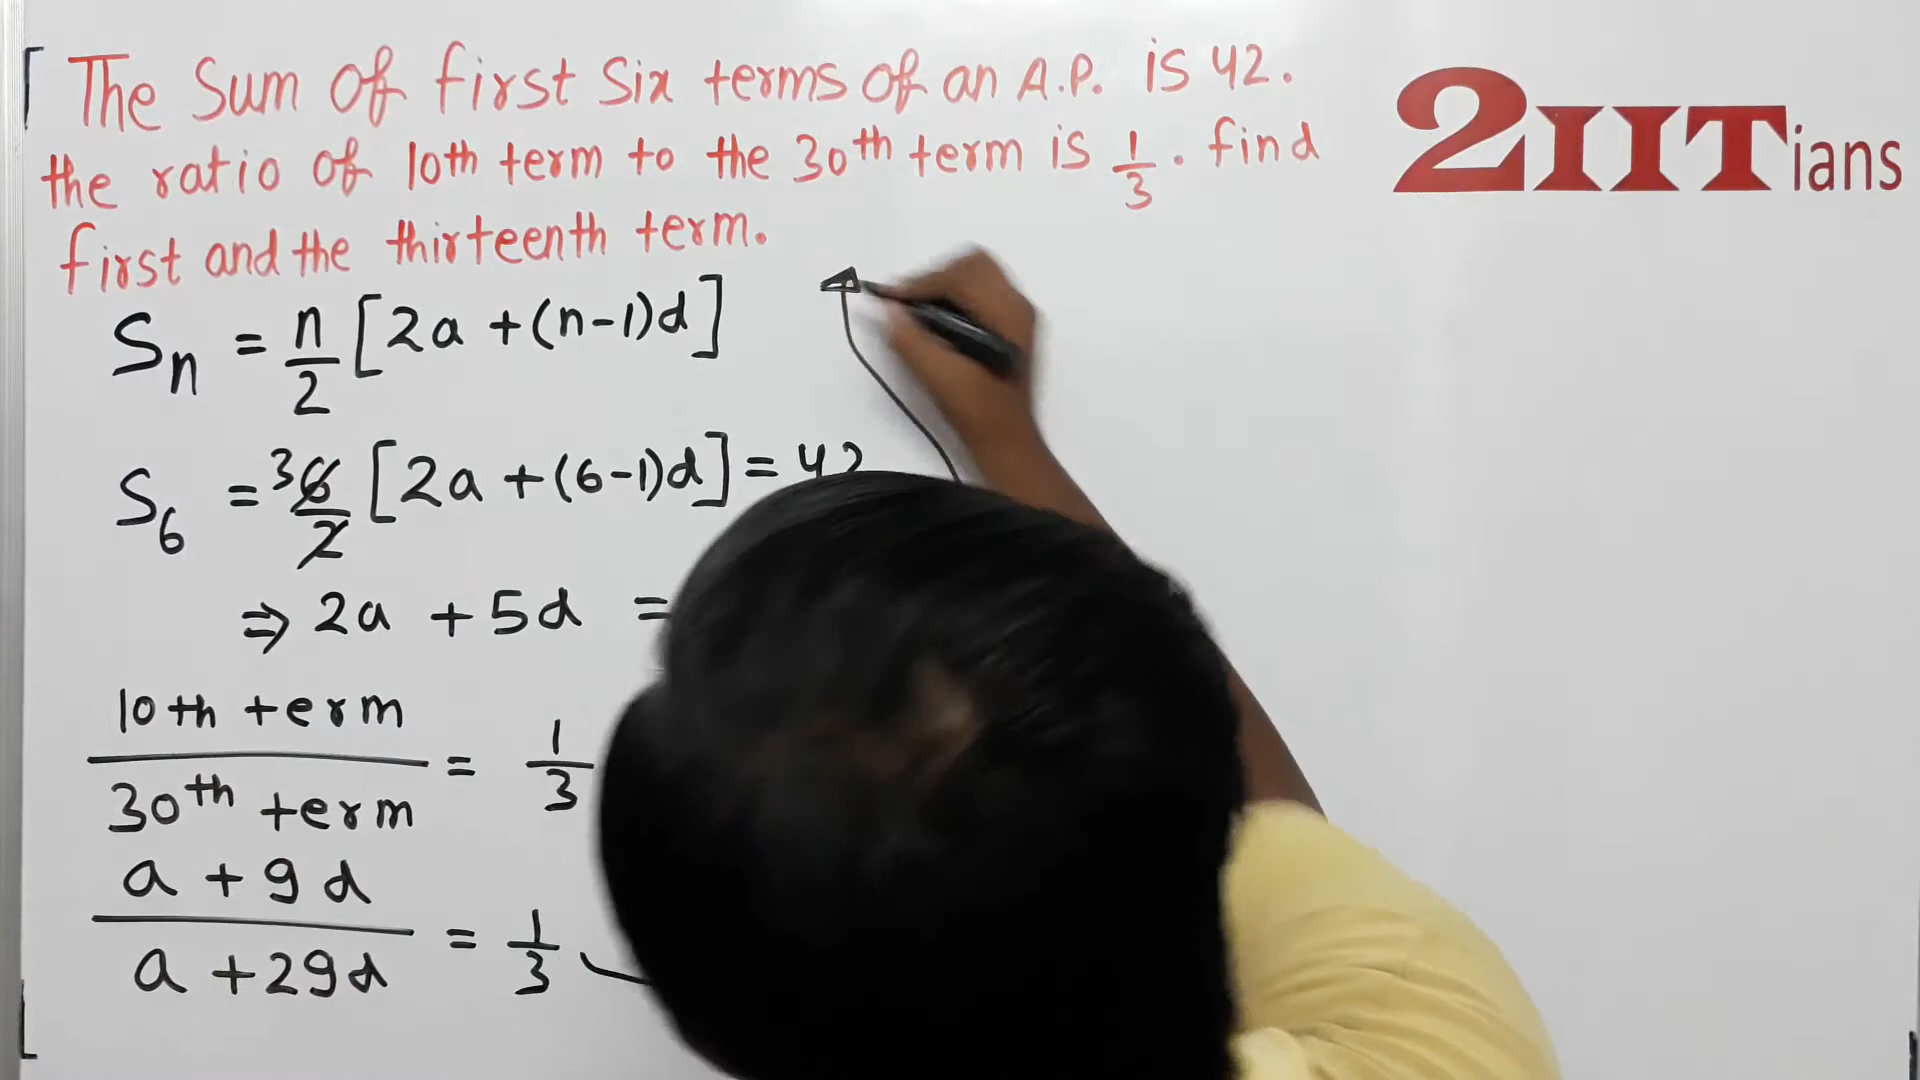 The Sum of first Six terms of an A.P. is 42.
the ratio of 10th term to the 30th term is 1/3. find
first and the thirteenth term.
2IITians
Sn = n/2 [2a + (n-1)d]
S6 = 3 6/2 [2a + (6-1)d] = 42
⇒ 2a + 5d =
10th term / 30th term = 1/3
a + 9d / a + 29d = 1/3